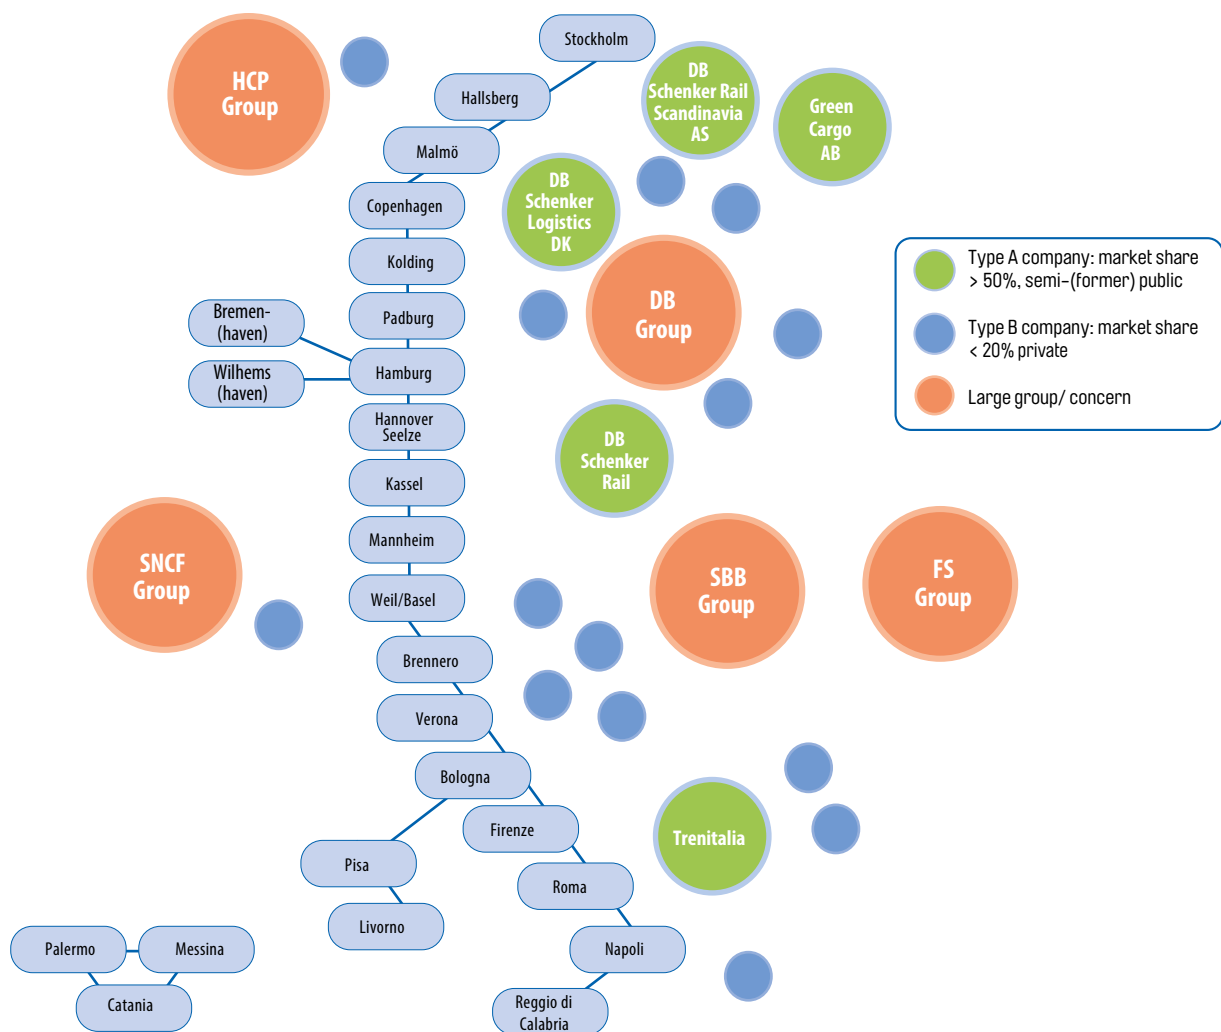 Stockholm
Hallsberg
Malmö
Copenhagen
Kolding
Padburg
Bremen-
(haven)
Wilhems
(haven)
Hamburg
Hannover
Seelze
Kassel
Mannheim
Weil/Basel
Brennero
Verona
Bologna
Firenze
Pisa
Roma
Livorno
Napoli
Reggio di
Calabria
Palermo
Messina
Catania
HCP
Group
DB
Schenker Rail
Scandinavia
AS
Green
Cargo
AB
DB
Schenker
Logistics
DK
DB
Group
DB
Schenker
Rail
SNCF
Group
SBB
Group
FS
Group
Trenitalia
Type A company: market share
> 50%, semi-(former) public
Type B company: market share
< 20% private
Large group/ concern